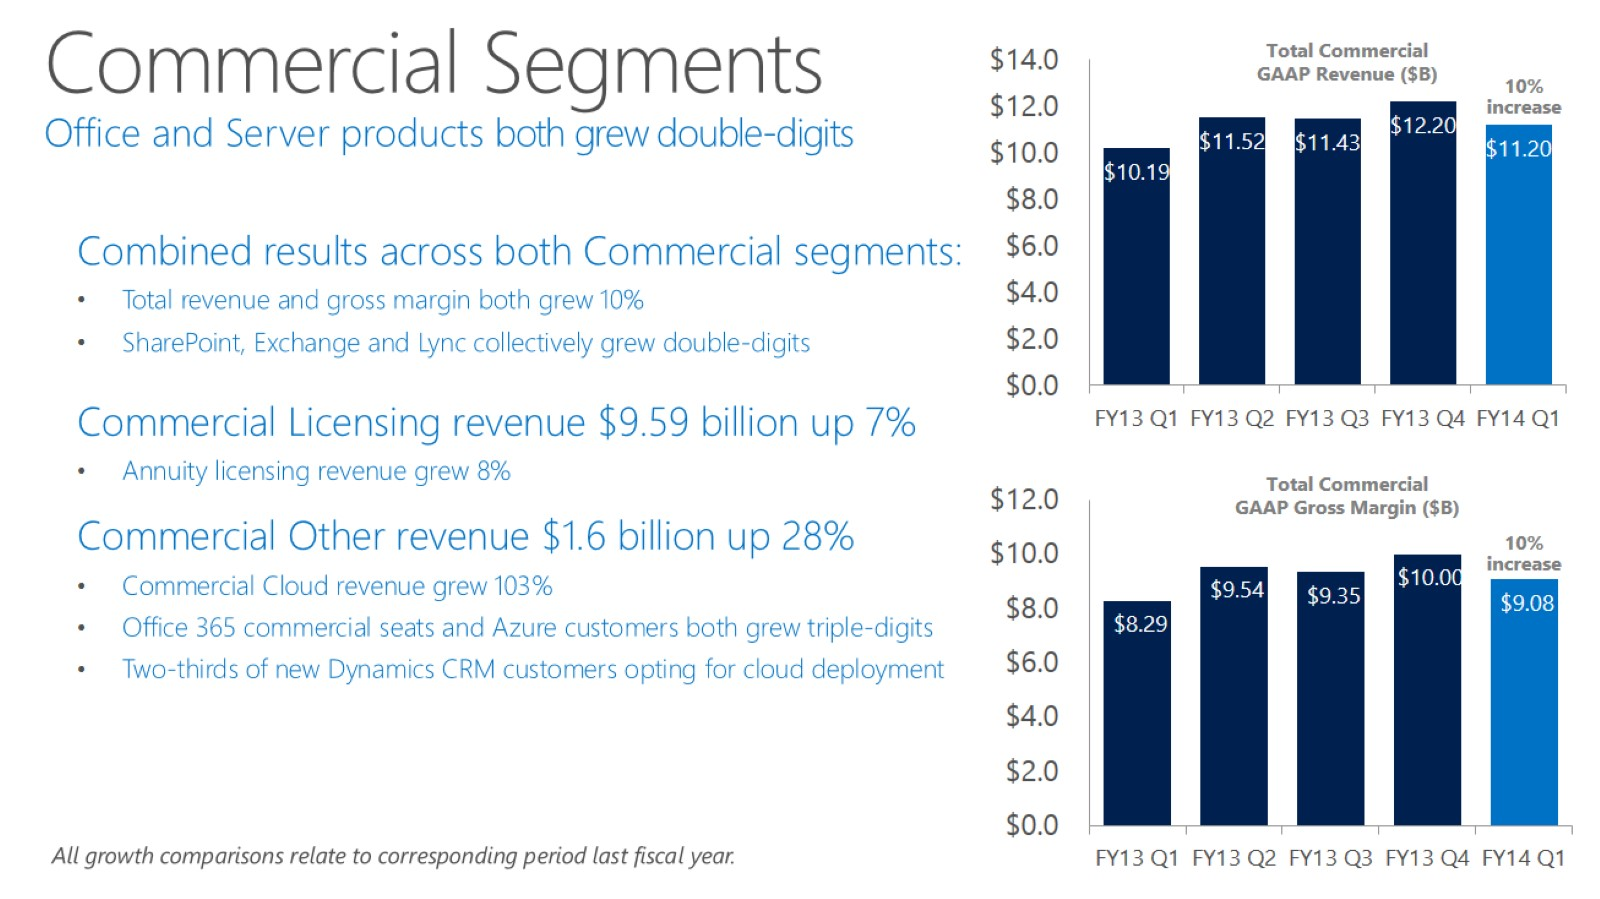 Commercial Segments
Office and Server products both grew double-digits
Combined results across both Commercial segments:
• Total revenue and gross margin both grew 10%
• SharePoint, Exchange and Lync collectively grew double-digits
Commercial Licensing revenue $9.59 billion up 7%
• Annuity licensing revenue grew 8%
Commercial Other revenue $1.6 billion up 28%
• Commercial Cloud revenue grew 103%
• Office 365 commercial seats and Azure customers both grew triple-digits
• Two-thirds of new Dynamics CRM customers opting for cloud deployment
All growth comparisons relate to corresponding period last fiscal year.
Total Commercial
GAAP Revenue ($B)
10%
increase
$14.0
$12.0
$10.0
$8.0
$6.0
$4.0
$2.0
$0.0
$10.19
$11.52
$11.43
$12.20
$11.20
FY13 Q1 FY13 Q2 FY13 Q3 FY13 Q4 FY14 Q1
Total Commercial
GAAP Gross Margin ($B)
10%
increase
$12.0
$10.0
$8.0
$6.0
$4.0
$2.0
$0.0
$8.29
$9.54
$9.35
$10.00
$9.08
FY13 Q1 FY13 Q2 FY13 Q3 FY13 Q4 FY14 Q1